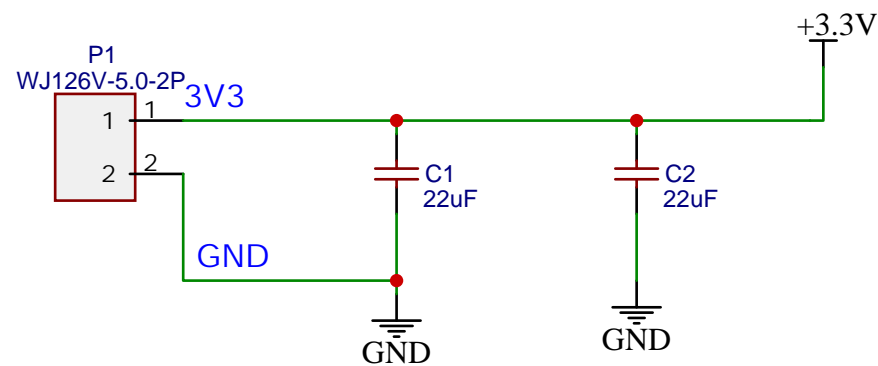 +3.3V
P1
WJ126V-5.0-2P
3V3
1
1
2
2
C1
22uF
C2
22uF
GND
GND
GND